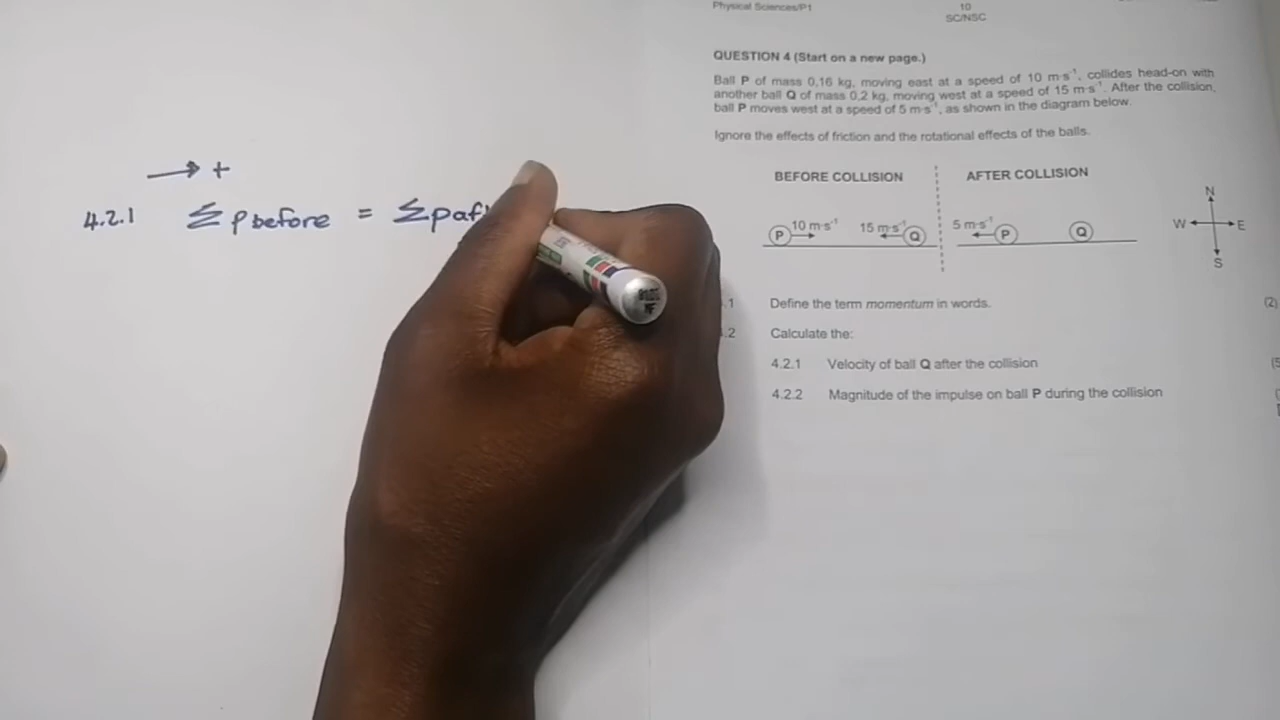 Physical Sciences/P1
10
SC/NSC
QUESTION 4 (Start on a new page.)
Ball P of mass 0,16 kg, moving east at a speed of 10 m·s⁻¹, collides head-on with
another ball Q of mass 0,2 kg, moving west at a speed of 15 m·s⁻¹. After the collision,
ball P moves west at a speed of 5 m·s⁻¹, as shown in the diagram below.
Ignore the effects of friction and the rotational effects of the balls.
BEFORE COLLISION
AFTER COLLISION
P 10 m·s⁻¹ 15 m·s⁻¹ Q
5 m·s⁻¹ P Q
N
W E
S
.1 Define the term momentum in words. (2)
.2 Calculate the:
4.2.1 Velocity of ball Q after the collision (5
4.2.2 Magnitude of the impulse on ball P during the collision
→ +
4.2.1 Σpbefore = Σpaf